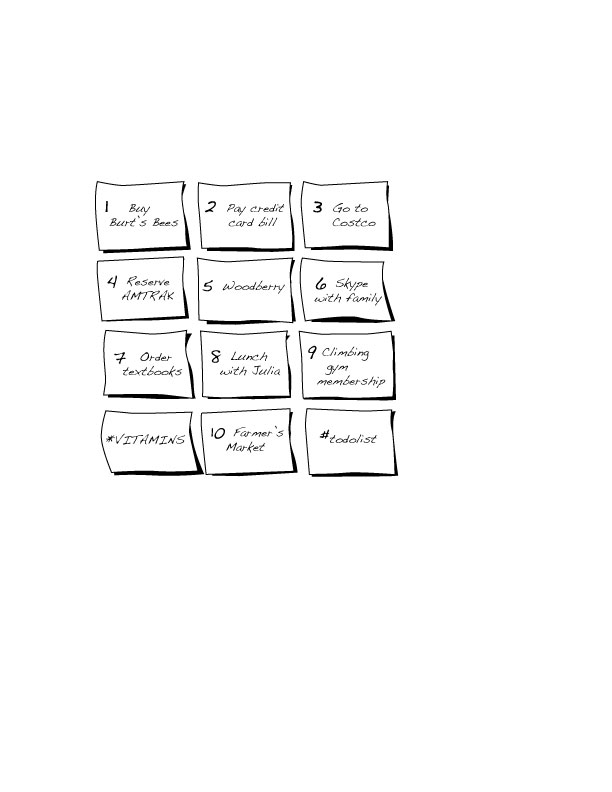 1 Buy
Burt's Bees
2 Pay credit
card bill
3 Go to
Costco
4 Reserve
AMTRAK
5 Woodberry
6 Skype
with family
7 Order
textbooks
8 Lunch
with Julia
9 Climbing
gym
membership
*VITAMINS
10 Farmer's
Market
#todolist